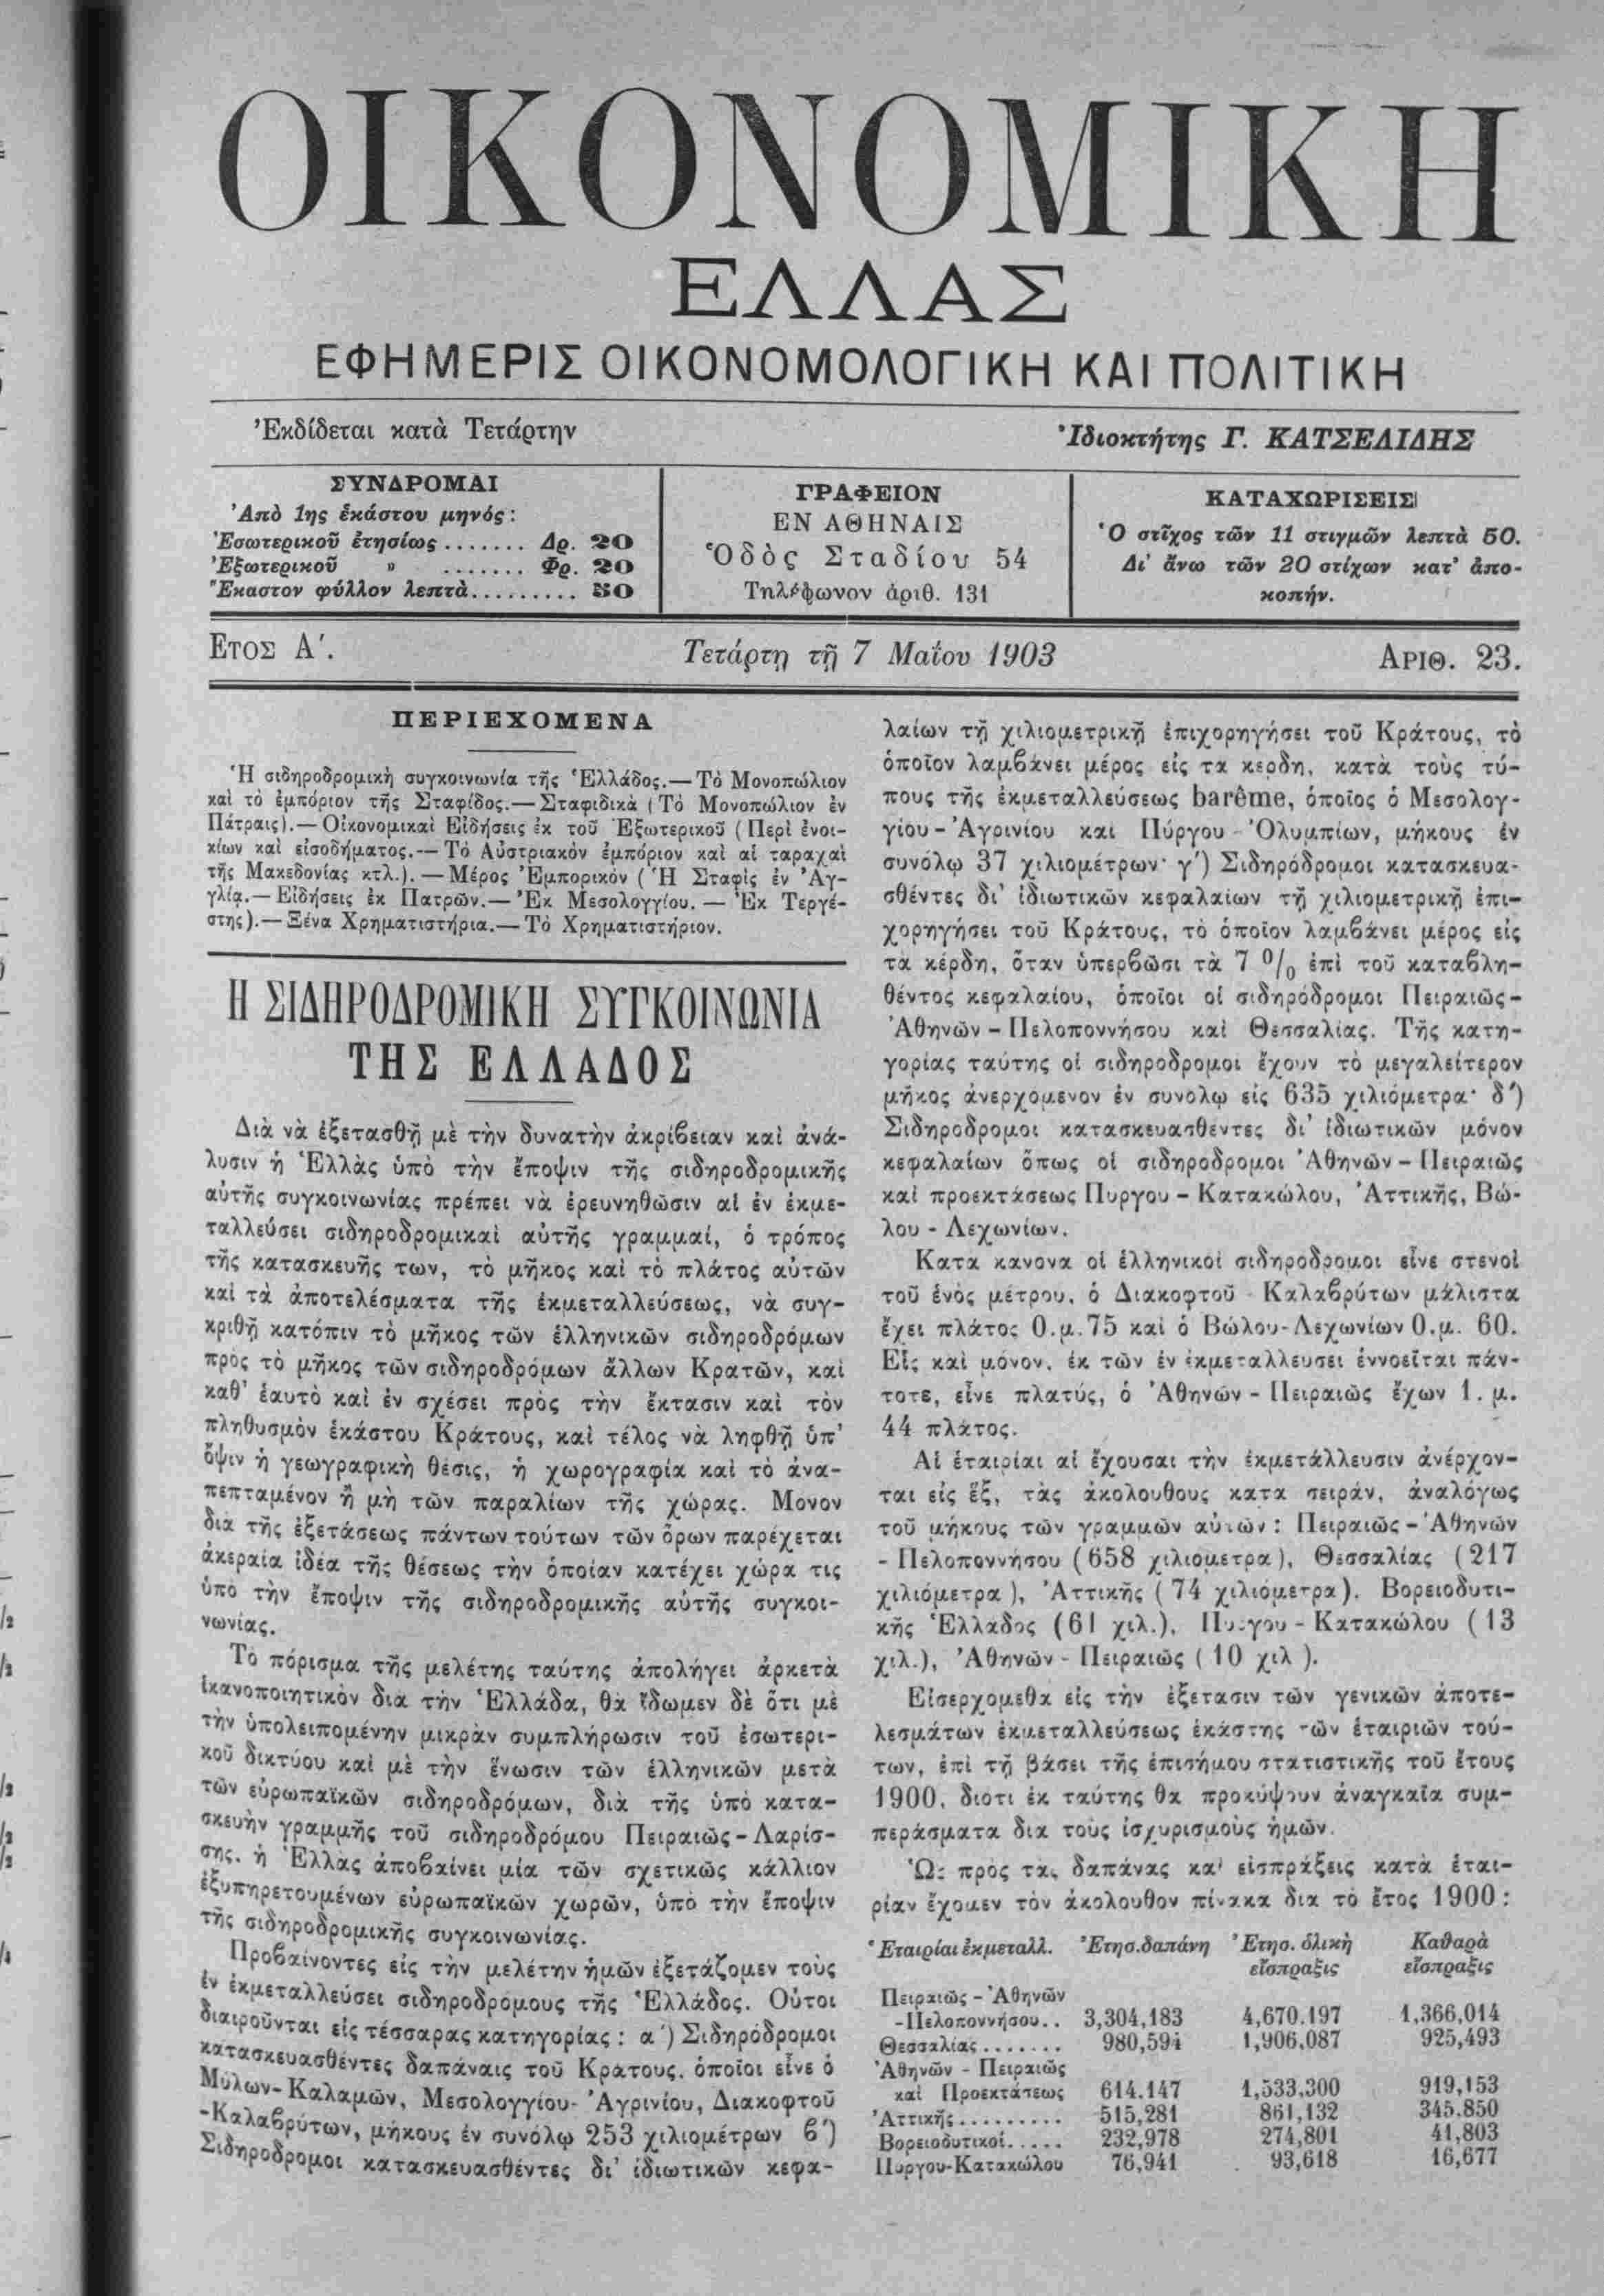 ΟΙΚΟΝΟΜΙΚΗ
ΕΛΛΑΣ
ΕΦΗΜΕΡΙΣ ΟΙΚΟΝΟΜΟΛΟΓΙΚΗ ΚΑΙ ΠΟΛΙΤΙΚΗ
Ἐκδίδεται κατὰ Τετάρτην
Ἰδιοκτήτης Γ. ΚΑΤΣΕΛΙΔΗΣ
ΣΥΝΔΡΟΜΑΙ
Ἀπὸ 1ης ἑκάστου μηνός:
Ἐσωτερικοῦ ἐτησίως ....... Δρ. 20
Ἐξωτερικοῦ » ....... Φρ. 20
Ἕκαστον φύλλον λεπτὰ......... 50
ΓΡΑΦΕΙΟΝ
ΕΝ ΑΘΗΝΑΙΣ
Ὁδὸς Σταδίου 54
Τηλέφωνον ἀριθ. 131
ΚΑΤΑΧΩΡΙΣΕΙΣ
Ὁ στῖχος τῶν 11 στιγμῶν λεπτὰ 50.
Δι' ἄνω τῶν 20 στίχων κατ' ἀπο-
κοπήν.
ΕΤΟΣ Α΄.
Τετάρτῃ τῇ 7 Μαΐου 1903
ΑΡΙΘ. 23.
ΠΕΡΙΕΧΟΜΕΝΑ
Ἡ σιδηροδρομικὴ συγκοινωνία τῆς Ἑλλάδος.— Τὸ Μονοπώλιον
καὶ τὸ ἐμπόριον τῆς Σταφίδος.— Σταφιδικὰ (Τὸ Μονοπώλιον ἐν
Πάτραις).— Οἰκονομικαὶ Εἰδήσεις ἐκ τοῦ Ἐξωτερικοῦ (Περὶ ἐνοι-
κίων καὶ εἰσοδήματος.— Τὸ Αὐστριακὸν ἐμπόριον καὶ αἱ ταραχαὶ
τῆς Μακεδονίας κτλ.). — Μέρος Ἐμπορικόν (Ἡ Σταφὶς ἐν Ἀγ-
γλίᾳ.— Εἰδήσεις ἐκ Πατρῶν.— Ἐκ Μεσολογγίου. — Ἐκ Τεργέ-
στης).— Ξένα Χρηματιστήρια.— Τὸ Χρηματιστήριον.
Η ΣΙΔΗΡΟΔΡΟΜΙΚΗ ΣΥΓΚΟΙΝΩΝΙΑ
ΤΗΣ ΕΛΛΑΔΟΣ
Διὰ νὰ ἐξετασθῇ μὲ τὴν δυνατὴν ἀκρίβειαν καὶ ἀνά-
λυσιν ἡ Ἑλλὰς ὑπὸ τὴν ἔποψιν τῆς σιδηροδρομικῆς
αὐτῆς συγκοινωνίας πρέπει νὰ ἐρευνηθῶσιν αἱ ἐν ἐκμε-
ταλλεύσει σιδηροδρομικαὶ αὐτῆς γραμμαί, ὁ τρόπος
τῆς κατασκευῆς των, τὸ μῆκος καὶ τὸ πλάτος αὐτῶν
καὶ τὰ ἀποτελέσματα τῆς ἐκμεταλλεύσεως, νὰ συγ-
κριθῇ κατόπιν τὸ μῆκος τῶν ἑλληνικῶν σιδηροδρόμων
πρὸς τὸ μῆκος τῶν σιδηροδρόμων ἄλλων Κρατῶν, καὶ
καθ' ἑαυτὸ καὶ ἐν σχέσει πρὸς τὴν ἔκτασιν καὶ τὸν
πληθυσμὸν ἑκάστου Κράτους, καὶ τέλος νὰ ληφθῇ ὑπ'
ὄψιν ἡ γεωγραφικὴ θέσις, ἡ χωρογραφία καὶ τὸ ἀνα-
πεπταμένον ἢ μὴ τῶν παραλίων τῆς χώρας. Μόνον
διὰ τῆς ἐξετάσεως πάντων τούτων τῶν ὅρων παρέχεται
ἀκεραία ἰδέα τῆς θέσεως τὴν ὁποίαν κατέχει χώρα τις
ὑπὸ τὴν ἔποψιν τῆς σιδηροδρομικῆς αὐτῆς συγκοι-
νωνίας.
Τὸ πόρισμα τῆς μελέτης ταύτης ἀπολήγει ἀρκετὰ
ἱκανοποιητικὸν διὰ τὴν Ἑλλάδα, θὰ ἴδωμεν δὲ ὅτι μὲ
τὴν ὑπολειπομένην μικρὰν συμπλήρωσιν τοῦ ἐσωτερι-
κοῦ δικτύου καὶ μὲ τὴν ἕνωσιν τῶν ἑλληνικῶν μετὰ
τῶν εὐρωπαϊκῶν σιδηροδρόμων, διὰ τῆς ὑπὸ κατα-
σκευὴν γραμμῆς τοῦ σιδηροδρόμου Πειραιῶς - Λαρίσ-
σης. ἡ Ἑλλὰς ἀποβαίνει μία τῶν σχετικῶς κάλλιον
ἐξυπηρετουμένων εὐρωπαϊκῶν χωρῶν, ὑπὸ τὴν ἔποψιν
τῆς σιδηροδρομικῆς συγκοινωνίας.
Προβαίνοντες εἰς τὴν μελέτην ἡμῶν ἐξετάζομεν τοὺς
ἐν ἐκμεταλλεύσει σιδηροδρόμους τῆς Ἑλλάδος. Οὗτοι
διαιροῦνται εἰς τέσσαρας κατηγορίας : α΄) Σιδηρόδρομοι
κατασκευασθέντες δαπάναις τοῦ Κράτους. ὁποῖοι εἶνε ὁ
Μύλων- Καλαμῶν, Μεσολογγίου- Ἀγρινίου, Διακοφτοῦ
-Καλαβρύτων, μήκους ἐν συνόλῳ 253 χιλιομέτρων β΄)
Σιδηρόδρομοι κατασκευασθέντες δι' ἰδιωτικῶν κεφα-
λαίων τῇ χιλιομετρικῇ ἐπιχορηγήσει τοῦ Κράτους, τὸ
ὁποῖον λαμβάνει μέρος εἰς τὰ κέρδη, κατὰ τοὺς τύ-
πους τῆς ἐκμεταλλεύσεως barême, ὁποῖος ὁ Μεσολογ-
γίου - Ἀγρινίου καὶ Πύργου - Ὀλυμπίων, μήκους ἐν
συνόλῳ 37 χιλιομέτρων· γ΄) Σιδηρόδρομοι κατασκευα-
σθέντες δι' ἰδιωτικῶν κεφαλαίων τῇ χιλιομετρικῇ ἐπι-
χορηγήσει τοῦ Κράτους, τὸ ὁποῖον λαμβάνει μέρος εἰς
τὰ κέρδη, ὅταν ὑπερβῶσι τὰ 7 % ἐπὶ τοῦ καταβλη-
θέντος κεφαλαίου, ὁποῖοι οἱ σιδηρόδρομοι Πειραιῶς -
Ἀθηνῶν - Πελοποννήσου καὶ Θεσσαλίας. Τῆς κατη-
γορίας ταύτης οἱ σιδηρόδρομοι ἔχουν τὸ μεγαλείτερον
μῆκος ἀνερχόμενον ἐν συνόλῳ εἰς 635 χιλιόμετρα· δ΄)
Σιδηρόδρομοι κατασκευασθέντες δι' ἰδιωτικῶν μόνον
κεφαλαίων ὅπως οἱ σιδηρόδρομοι Ἀθηνῶν - Πειραιῶς
καὶ προεκτάσεως Πύργου - Κατακώλου, Ἀττικῆς, Βώ-
λου - Λεχωνίων.
Κατὰ κανόνα οἱ ἑλληνικοὶ σιδηρόδρομοι εἶνε στενοὶ
τοῦ ἑνὸς μέτρου, ὁ Διακοφτοῦ - Καλαβρύτων μάλιστα
ἔχει πλάτος 0.μ.75 καὶ ὁ Βώλου-Λεχωνίων 0.μ. 60.
Εἷς καὶ μόνον, ἐκ τῶν ἐν ἐκμεταλλεύσει ἐννοεῖται πάν-
τοτε, εἶνε πλατύς, ὁ Ἀθηνῶν - Πειραιῶς ἔχων 1. μ.
44 πλάτος.
Αἱ ἑταιρίαι αἱ ἔχουσαι τὴν ἐκμετάλλευσιν ἀνέρχον-
ται εἰς ἕξ, τὰς ἀκολούθους κατὰ σειράν, ἀναλόγως
τοῦ μήκους τῶν γραμμῶν αὐτῶν : Πειραιῶς - Ἀθηνῶν
- Πελοποννήσου (658 χιλιόμετρα), Θεσσαλίας (217
χιλιόμετρα), Ἀττικῆς (74 χιλιόμετρα). Βορειοδυτι-
κῆς Ἑλλάδος (61 χιλ.), Πύργου - Κατακώλου (13
χιλ.), Ἀθηνῶν - Πειραιῶς (10 χιλ ).
Εἰσερχόμεθα εἰς τὴν ἐξέτασιν τῶν γενικῶν ἀποτε-
λεσμάτων ἐκμεταλλεύσεως ἑκάστης τῶν ἑταιριῶν τού-
των, ἐπὶ τῇ βάσει τῆς ἐπισήμου στατιστικῆς τοῦ ἔτους
1900, διότι ἐκ ταύτης θὰ προκύψουν ἀναγκαῖα συμ-
περάσματα διὰ τοὺς ἰσχυρισμοὺς ἡμῶν.
Ὡς πρὸς τὰς δαπάνας καὶ εἰσπράξεις κατὰ ἑται-
ρίαν ἔχομεν τὸν ἀκόλουθον πίνακα διὰ τὸ ἔτος 1900 :
Ἑταιρίαι ἐκμεταλλ. Ἐτησ.δαπάνη Ἐτησ. ὁλικὴ εἴσπραξις Καθαρὰ εἴσπραξις
Πειραιῶς - Ἀθηνῶν
-Πελοποννήσου.. 3,304,183 4,670.197 1,366,014
Θεσσαλίας....... 980,594 1,906,087 925,493
Ἀθηνῶν - Πειραιῶς
καὶ Προεκτάσεως 614.147 1,533,300 919,153
Ἀττικῆς......... 515,281 861,132 345.850
Βορειοδυτικοί..... 232,978 274,801 41,803
Πύργου-Κατακώλου 76,941 93,618 16,677